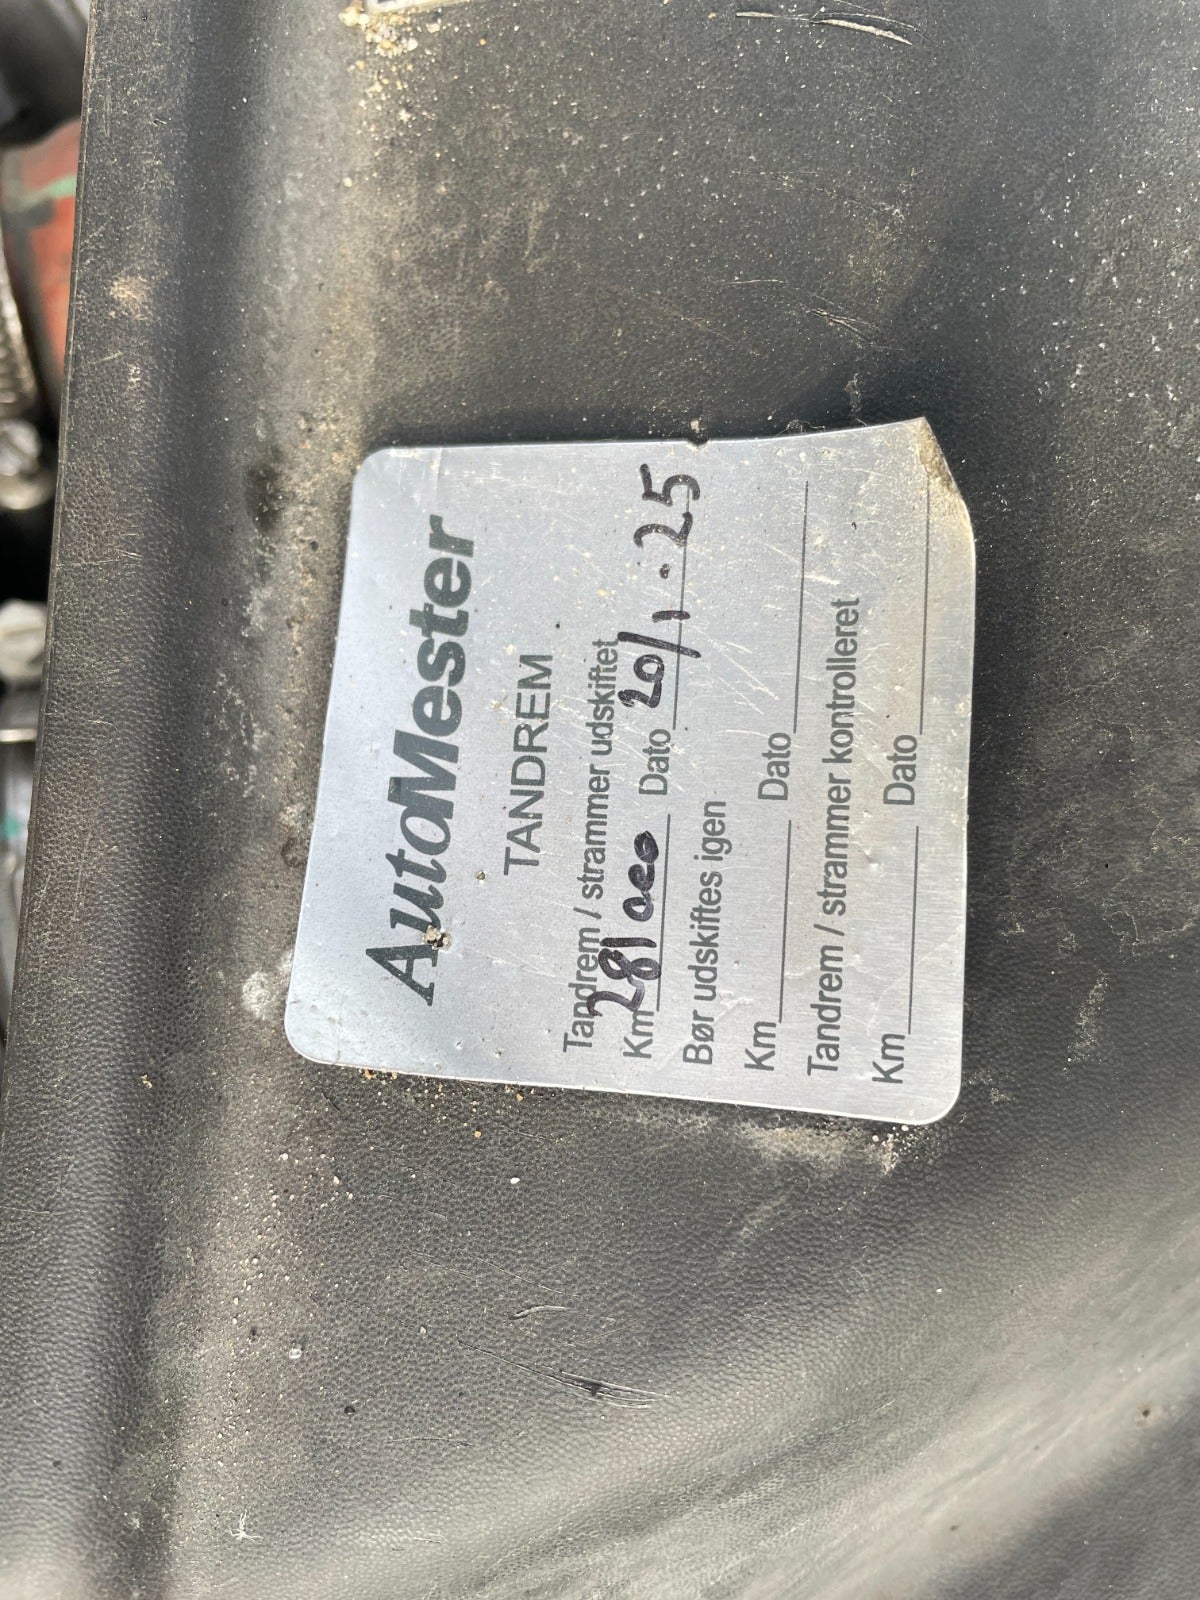 AutoMester
TANDREM
Tandrem / strammer udskiftet
Km 281000 Dato 20/1.25
Bør udskiftes igen
Km Dato
Tandrem / strammer kontrolleret
Km Dato